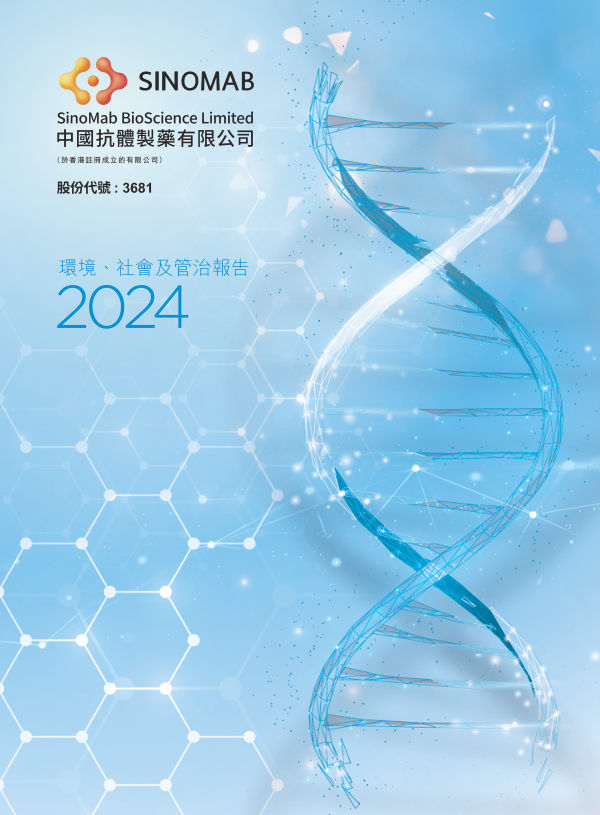 SINOMAB
SinoMab BioScience Limited
中國抗體製藥有限公司
（於香港註冊成立的有限公司）
股份代號 : 3681
環境、社會及管治報告
2024